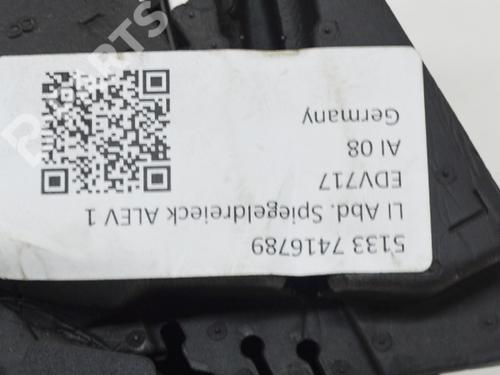 5133 7416789
LI Abd. Spiegeldreieck ALEV 1
EDV717
AI 08
Germany